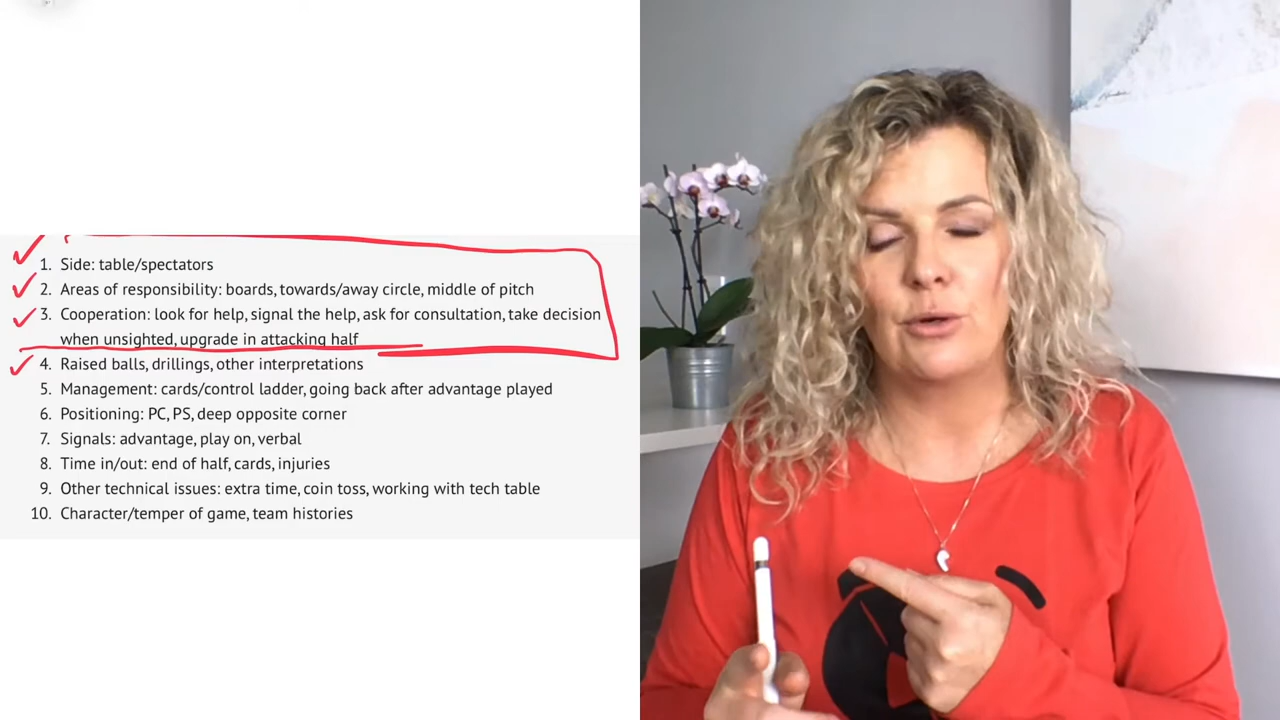 1. Side: table/spectators
2. Areas of responsibility: boards, towards/away circle, middle of pitch
3. Cooperation: look for help, signal the help, ask for consultation, take decision
when unsighted, upgrade in attacking half
4. Raised balls, drillings, other interpretations
5. Management: cards/control ladder, going back after advantage played
6. Positioning: PC, PS, deep opposite corner
7. Signals: advantage, play on, verbal
8. Time in/out: end of half, cards, injuries
9. Other technical issues: extra time, coin toss, working with tech table
10. Character/temper of game, team histories